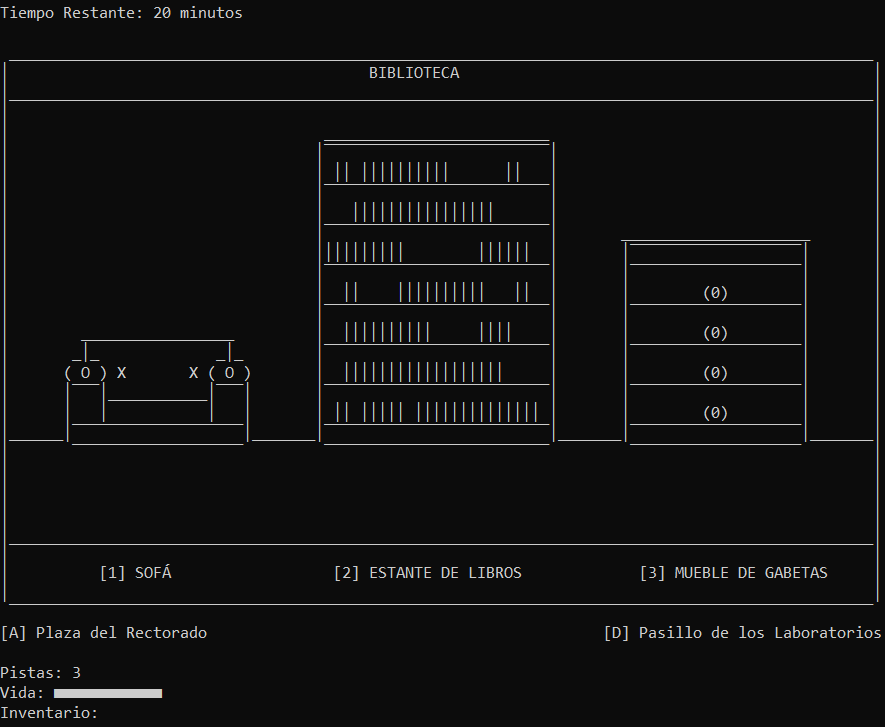 Tiempo Restante: 20 minutos
BIBLIOTECA
(0)
(0)
( O ) X X ( O ) (0)
(0)
[1] SOFÁ [2] ESTANTE DE LIBROS [3] MUEBLE DE GABETAS
[A] Plaza del Rectorado [D] Pasillo de los Laboratorios
Pistas: 3
Vida:
Inventario: